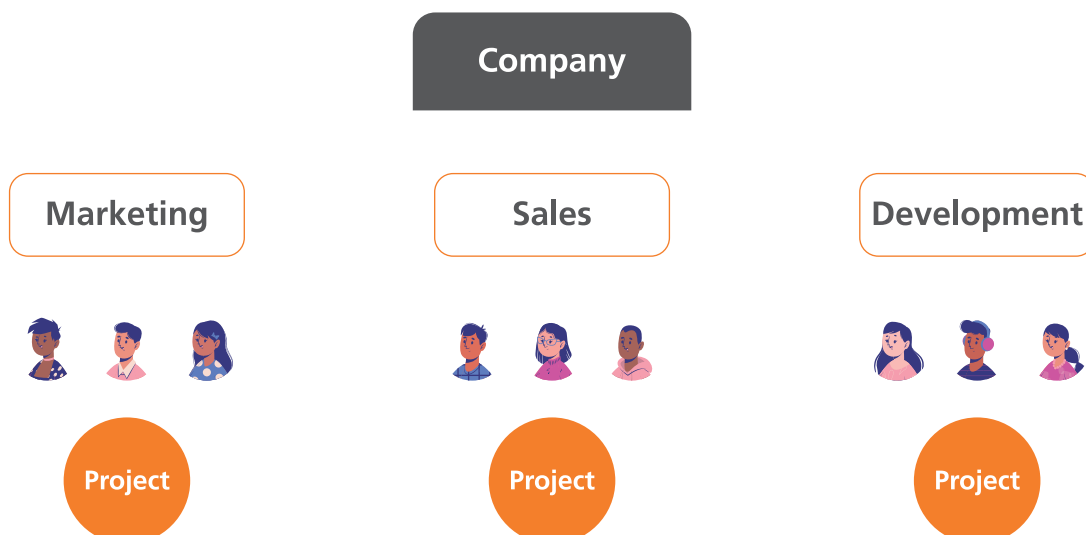 Company
Marketing
Sales
Development
Project
Project
Project